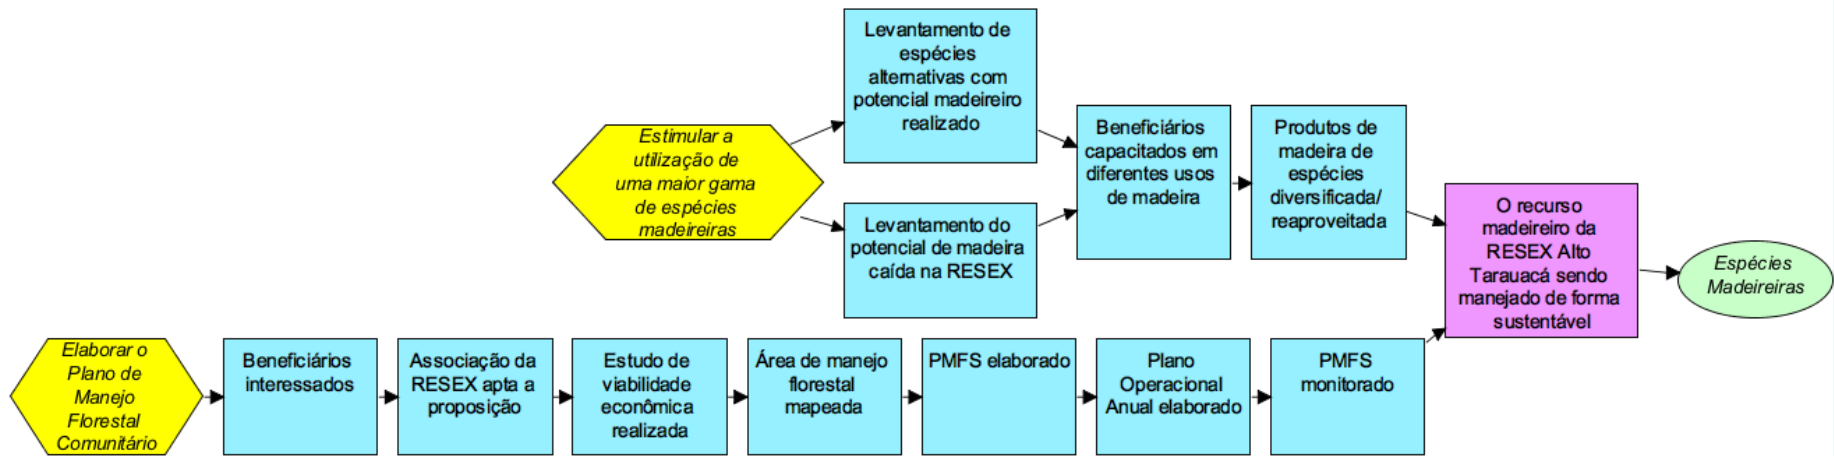 Levantamento de
espécies
alternativas com
potencial madeireiro
realizado
Estimular a
utilização de
uma maior gama
de espécies
madeireiras
Levantamento do
potencial de madeira
caída na RESEX
Beneficiários
capacitados em
diferentes usos
de madeira
Produtos de
madeira de
espécies
diversificada/
reaproveitada
O recurso
madeireiro da
RESEX Alto
Tarauacá sendo
manejado de forma
sustentável
Espécies
Madeireiras
Elaborar o
Plano de
Manejo
Florestal
Comunitário
Beneficiários
interessados
Associação da
RESEX apta a
proposição
Estudo de
viabilidade
econômica
realizada
Área de manejo
florestal
mapeada
PMFS elaborado
Plano
Operacional
Anual elaborado
PMFS
monitorado